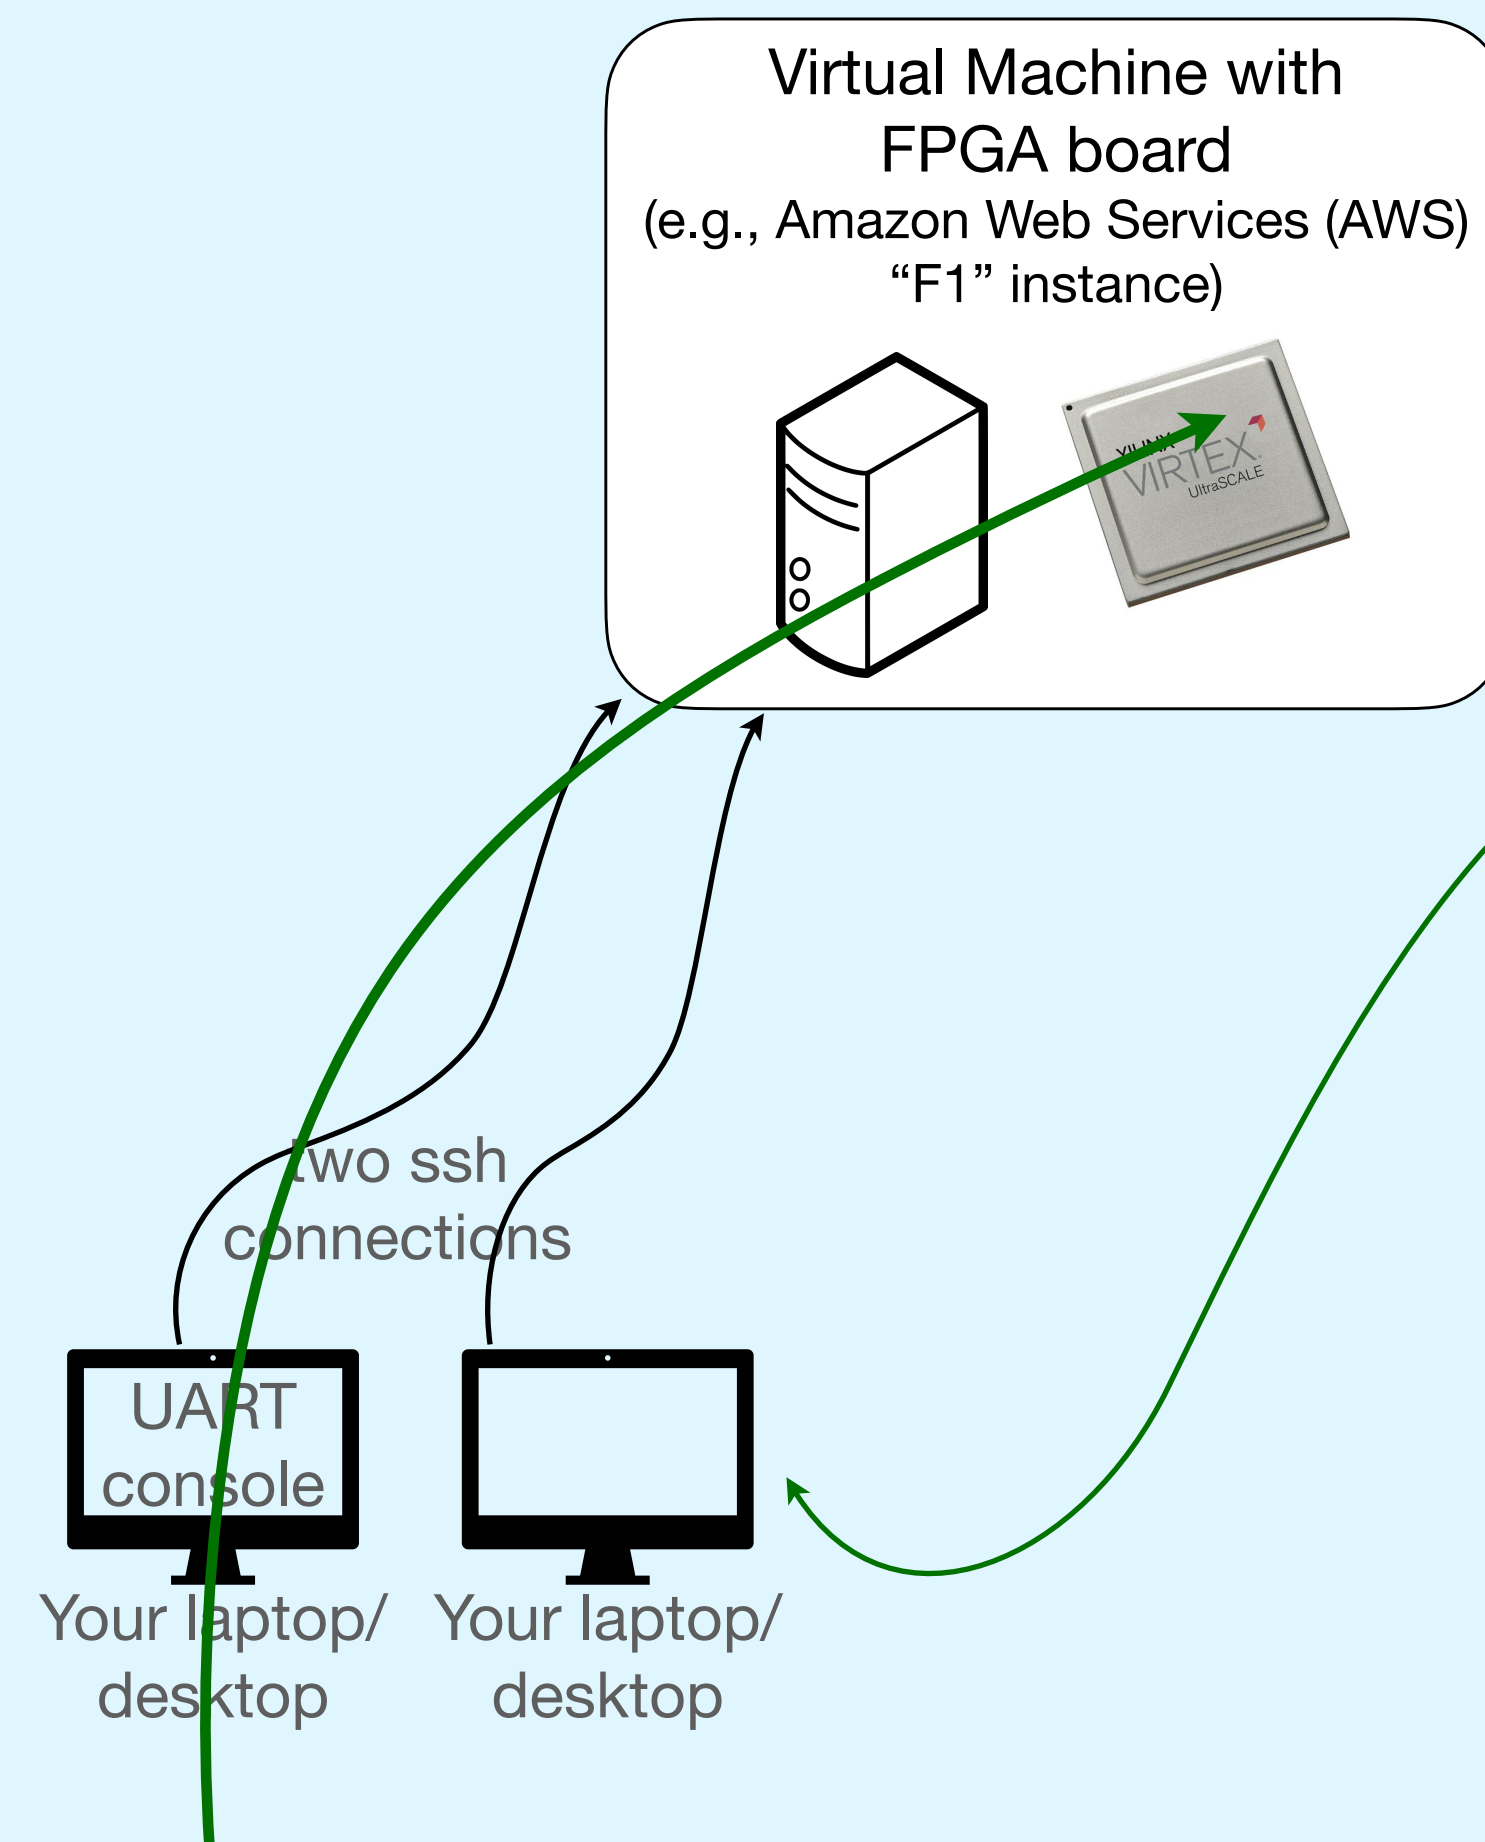 Virtual Machine with
FPGA board
(e.g., Amazon Web Services (AWS)
“F1” instance)
XILINX
VIRTEX.
UltraSCALE
two ssh
connections
UART
console
Your laptop/
desktop
Your laptop/
desktop